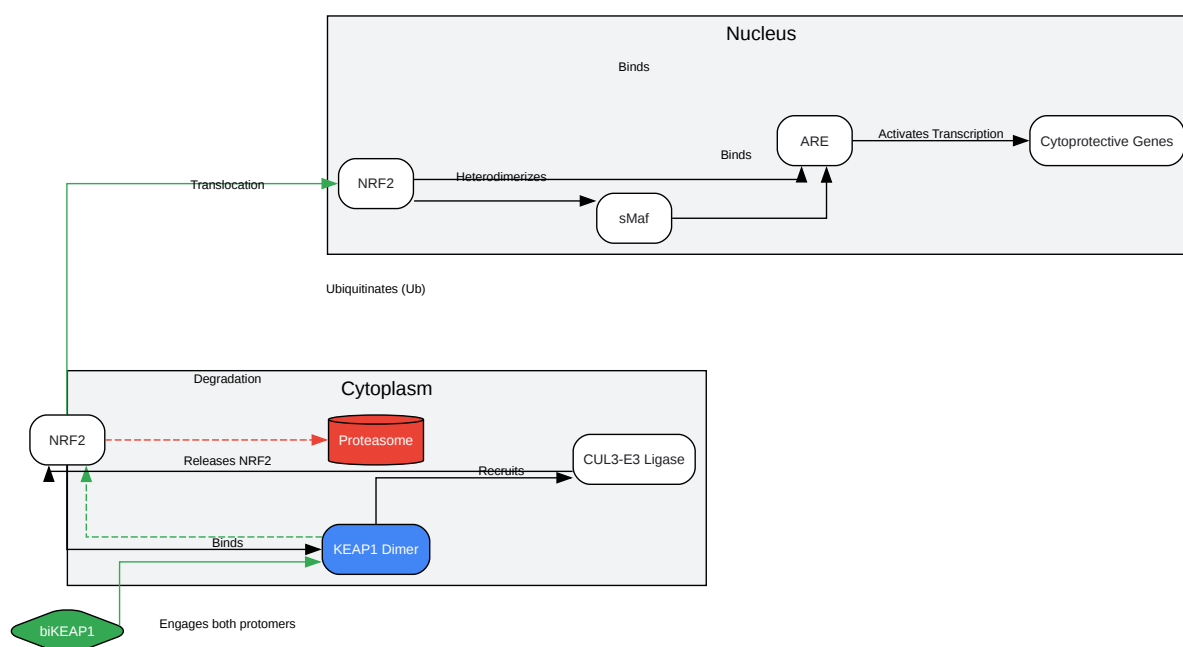 Nucleus
Binds
ARE
Activates Transcription
Cytoprotective Genes
Binds
NRF2
Heterodimerizes
Translocation
sMaf
Ubiquitinates (Ub)
Degradation
Cytoplasm
NRF2
Proteasome
Releases NRF2
CUL3-E3 Ligase
Recruits
Binds
KEAP1 Dimer
biKEAP1
Engages both protomers